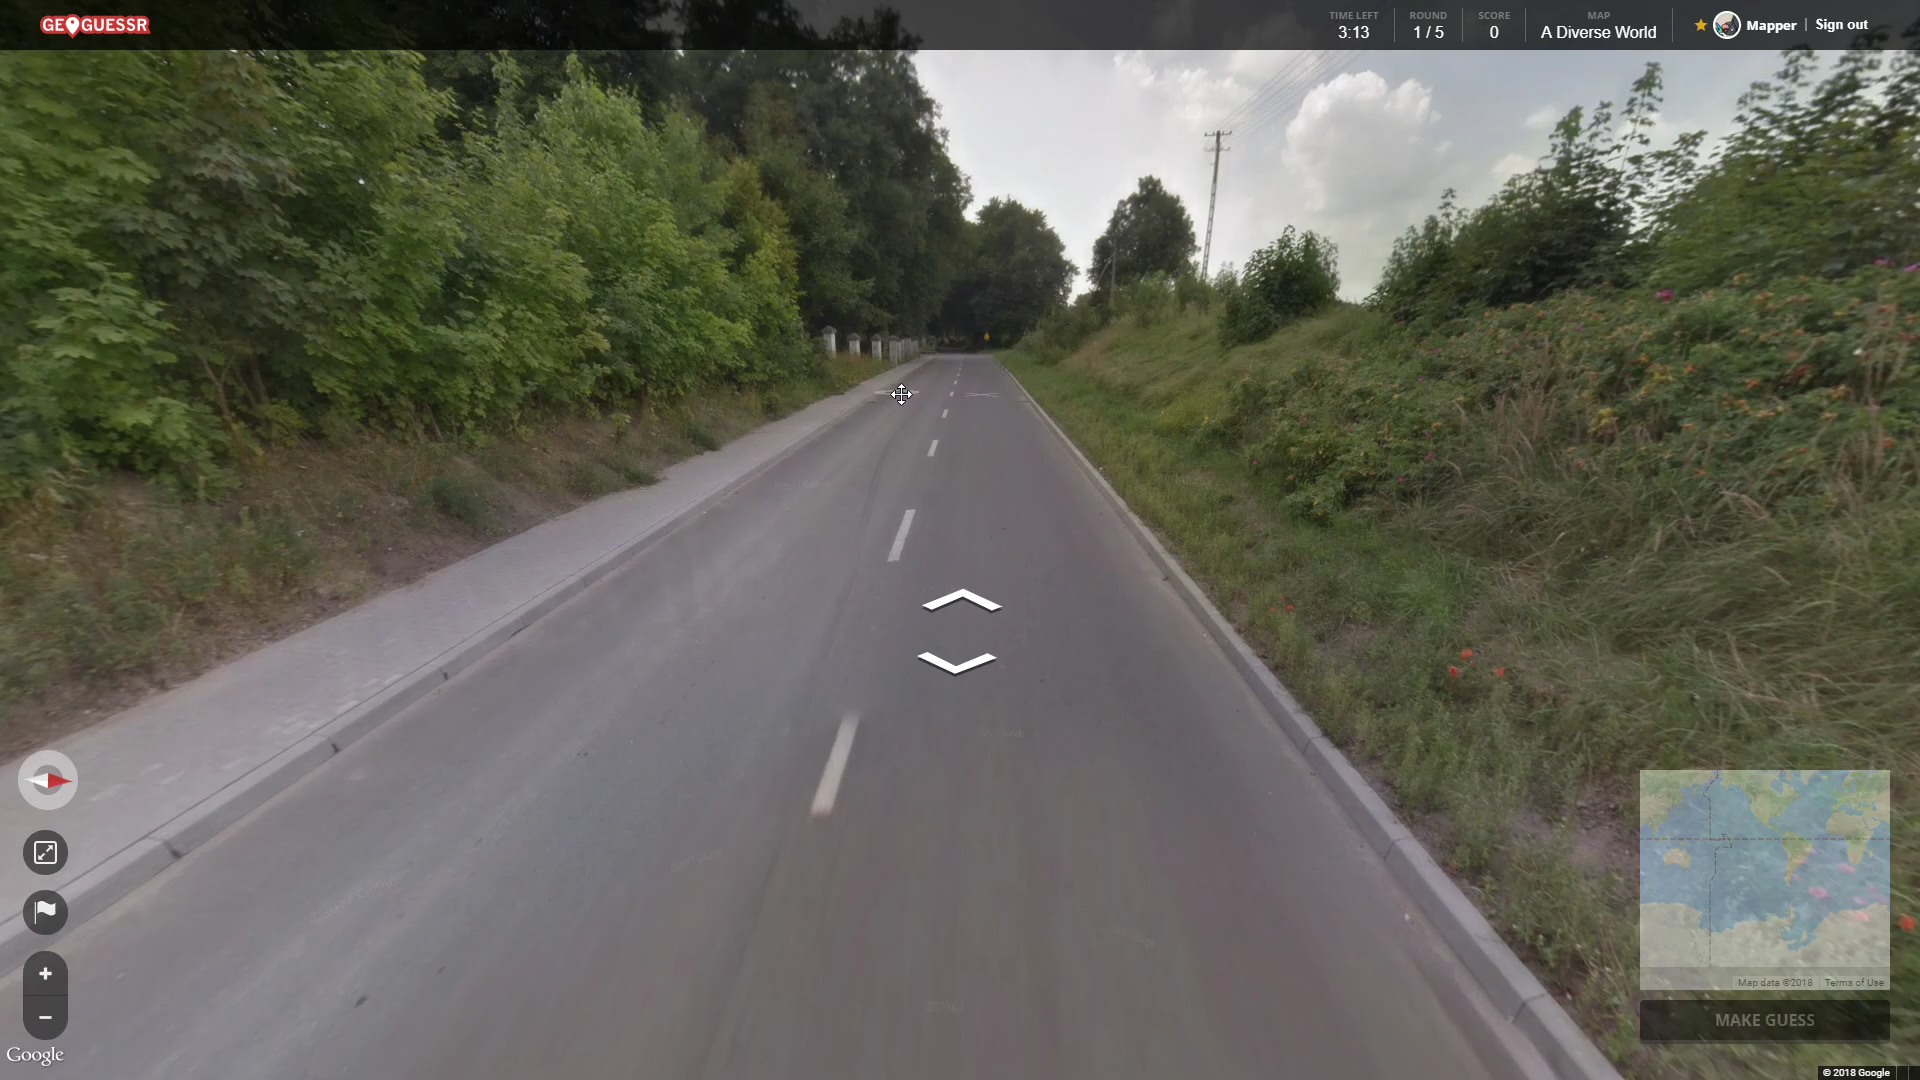 GEOGUESSR
TIME LEFT
3:13
ROUND
1 / 5
SCORE
0
MAP
A Diverse World
Mapper | Sign out
Map data ©2018
Terms of Use
MAKE GUESS
+
−
Google
© 2018 Google